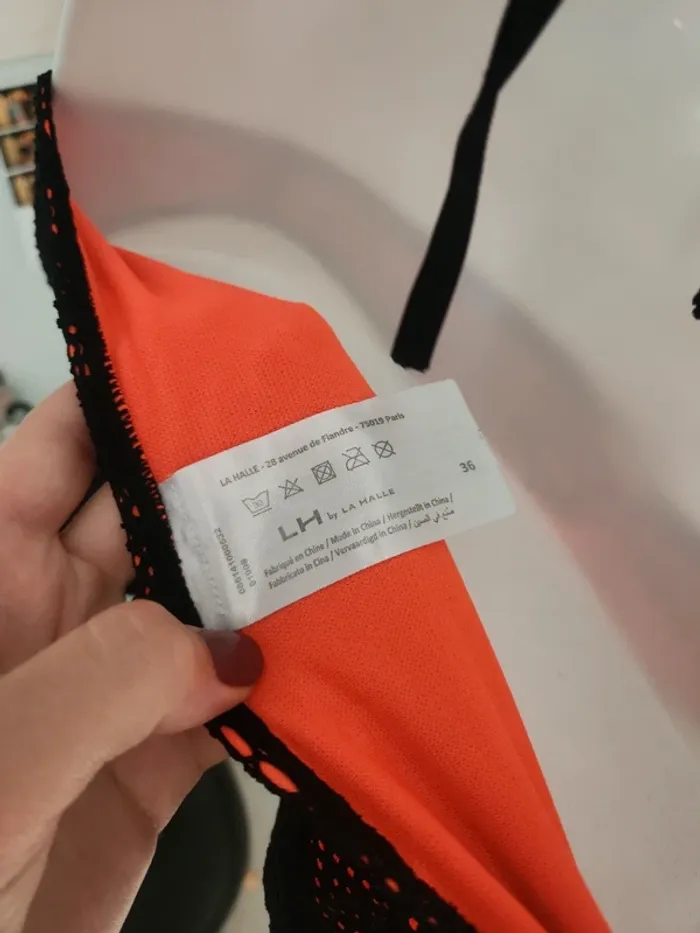 LA HALLE - 28 avenue de Flandre - 75019 Paris
36
LH by LA HALLE
Fabriqué en Chine / Made in China / Hergestellt in China /
Fabbricato in Cina / Vervaardigd in China / صنع في الصين